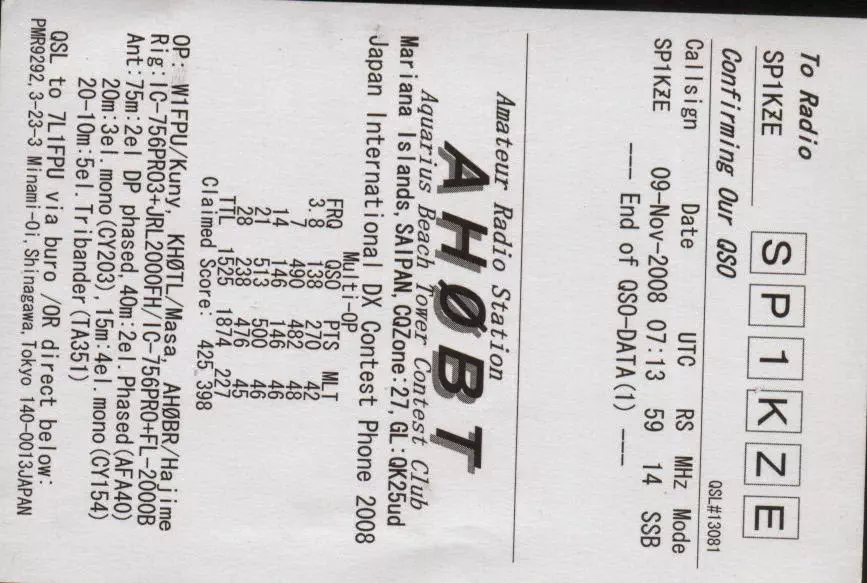 To Radio
SP1KZE
S P 1 K Z E
Confirming Our QSO
QSL#13081
Callsign Date UTC RS MHz Mode
SP1KZE 09-Nov-2008 07:13 59 14 SSB
--- End of QSO-DATA(1) ---
Amateur Radio Station
AHØBT
Aquarius Beach Tower Contest Club
Mariana Islands, SAIPAN, CQZone:27, GL:QK25ud
Japan International DX Contest Phone 2008
Multi-OP
FRQ QSO PTS MLT
3.8 138 270 42
7 490 482 48
14 146 146 46
21 513 500 46
28 238 476 45
TTL 1525 1874 227
Claimed Score: 425,398
OP: W1FPU/Kuny, KHØTL/Masa, AHØBR/Hajime
Rig:IC-756PRO3+JRL2000FH/IC-756PRO+FL-2000B
Ant:75m:2el DP phased, 40m:2el. Phased(AFA40)
20m:3el. mono(CY203), 15m:4el. mono(CY154)
20-10m:5el. Tribander(TA351)
QSL to 7L1FPU via buro /OR direct below:
PMR9292, 3-23-3 Minami-Oi, Shinagawa, Tokyo 140-0013JAPAN